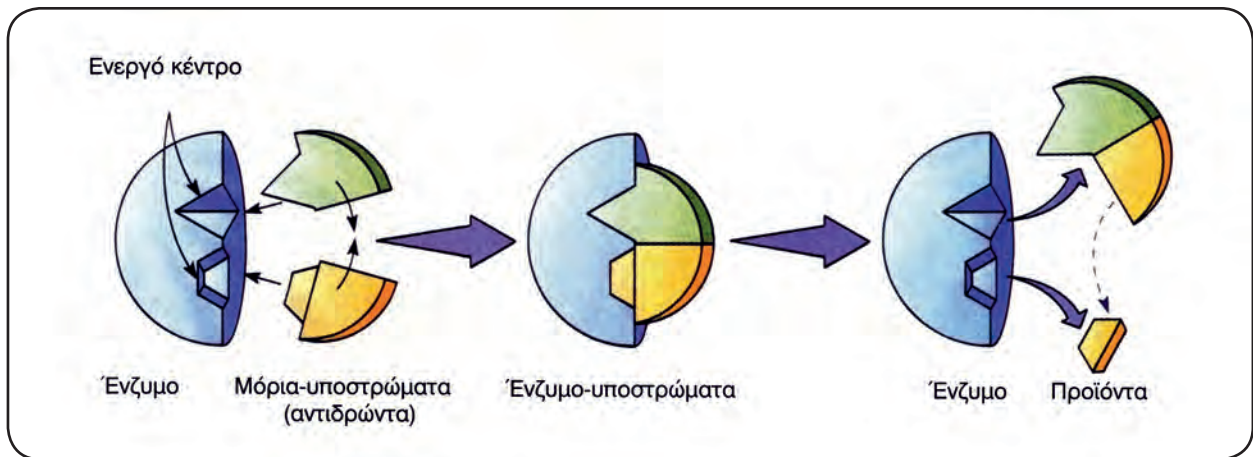 Ενεργό κέντρο
Ένζυμο
Μόρια-υποστρώματα
(αντιδρώντα)
Ένζυμο-υποστρώματα
Ένζυμο
Προϊόντα